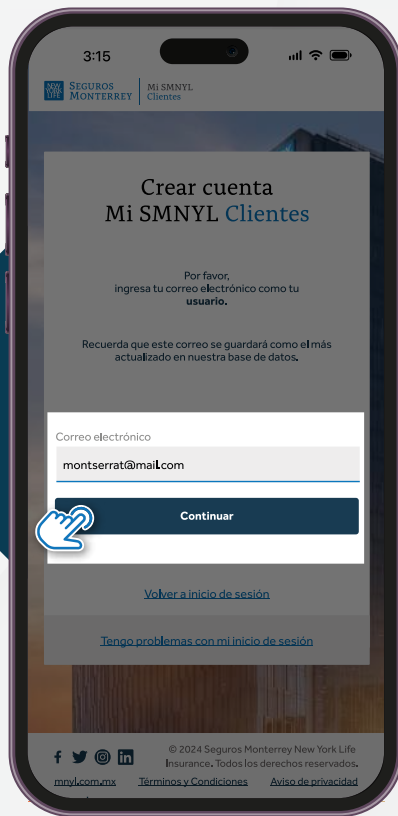 3:15
NEW YORK LIFE
SEGUROS MONTERREY
Mi SMNYL Clientes
Crear cuenta
Mi SMNYL Clientes
Por favor,
ingresa tu correo electrónico como tu
usuario.
Recuerda que este correo se guardará como el más
actualizado en nuestra base de datos.
Correo electrónico
montserrat@mail.com
Continuar
Volver a inicio de sesión
Tengo problemas con mi inicio de sesión
© 2024 Seguros Monterrey New York Life
Insurance. Todos los derechos reservados.
mnyl.com.mx Términos y Condiciones Aviso de privacidad